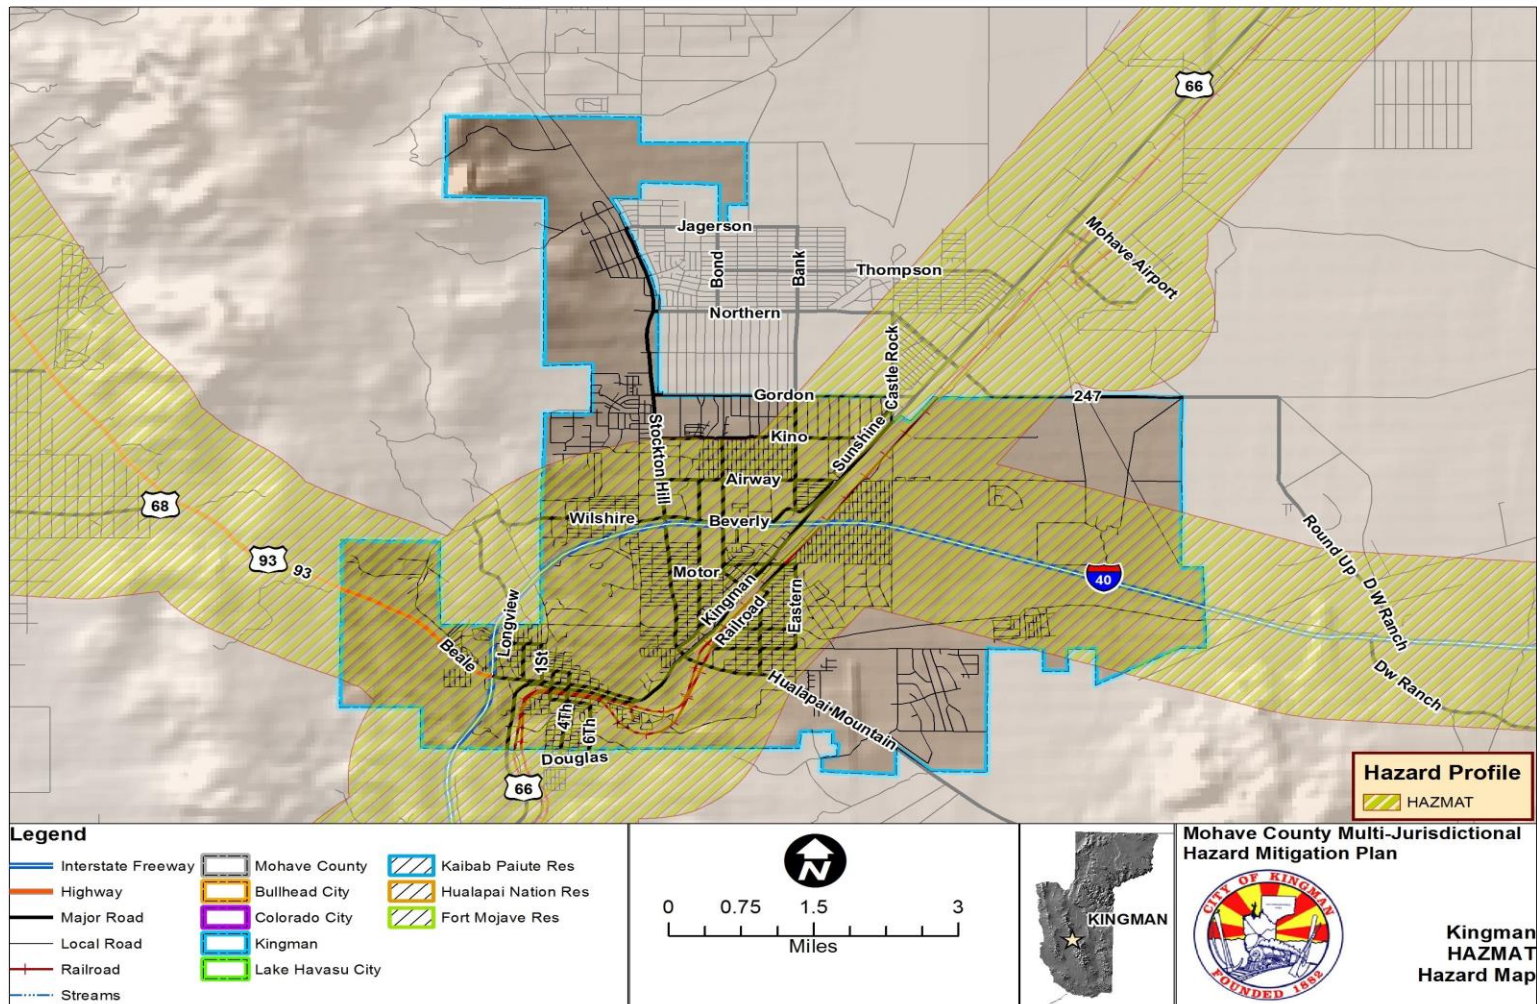 66
Mohave Airport
Jagerson
Bond
Bank
Thompson
Northern
Castle Rock
Gordon
247
Stockton Hill
Kino
Sunshine
Airway
68
Wilshire
Beverly
Round Up
93
93
Motor
40
Kingman
Railroad
Eastern
D W Ranch
Longview
Beale
1St
Hualapai Mountain
Dw Ranch
4Th
6Th
Douglas
66
Hazard Profile
HAZMAT
Legend
Interstate Freeway
Highway
Major Road
Local Road
Railroad
Streams
Mohave County
Bullhead City
Colorado City
Kingman
Lake Havasu City
Kaibab Paiute Res
Hualapai Nation Res
Fort Mojave Res
N
0 0.75 1.5 3
Miles
KINGMAN
Mohave County Multi-Jurisdictional
Hazard Mitigation Plan
CITY OF KINGMAN
FOUNDED 1882
Kingman
HAZMAT
Hazard Map